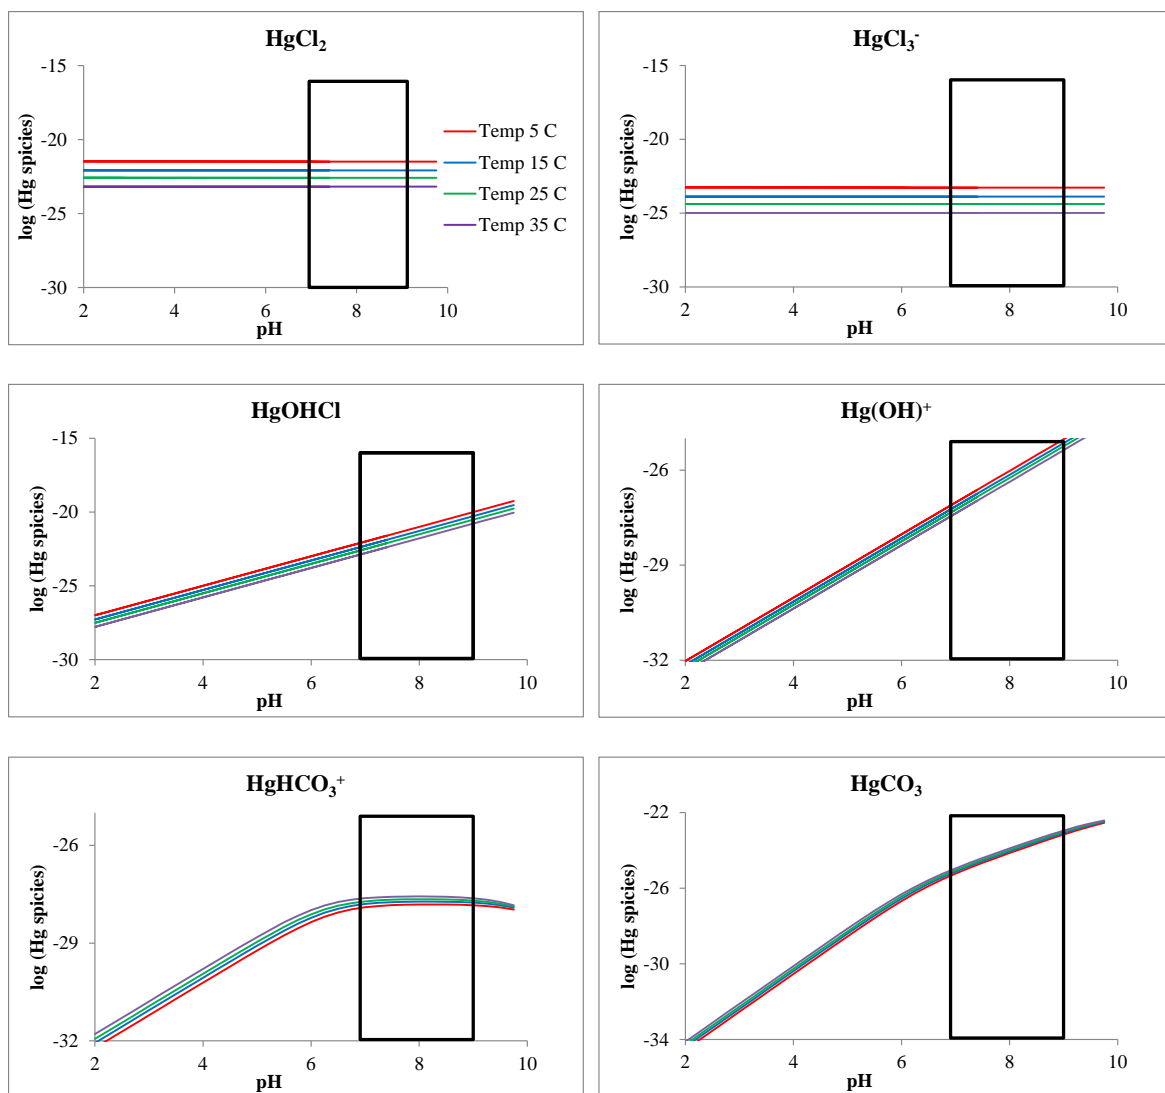 HgCl₂
log (Hg spicies)
-15
-20
-25
-30
2 4 6 8 10
pH
Temp 5 C
Temp 15 C
Temp 25 C
Temp 35 C
HgCl₃⁻
log (Hg spicies)
-15
-20
-25
-30
2 4 6 8 10
pH
HgOHCl
log (Hg spicies)
-15
-20
-25
-30
2 4 6 8 10
pH
Hg(OH)⁺
log (Hg spicies)
-26
-29
-32
2 4 6 8 10
pH
HgHCO₃⁺
log (Hg spicies)
-26
-29
-32
2 4 6 8 10
pH
HgCO₃
log (Hg spicies)
-22
-26
-30
-34
2 4 6 8 10
pH